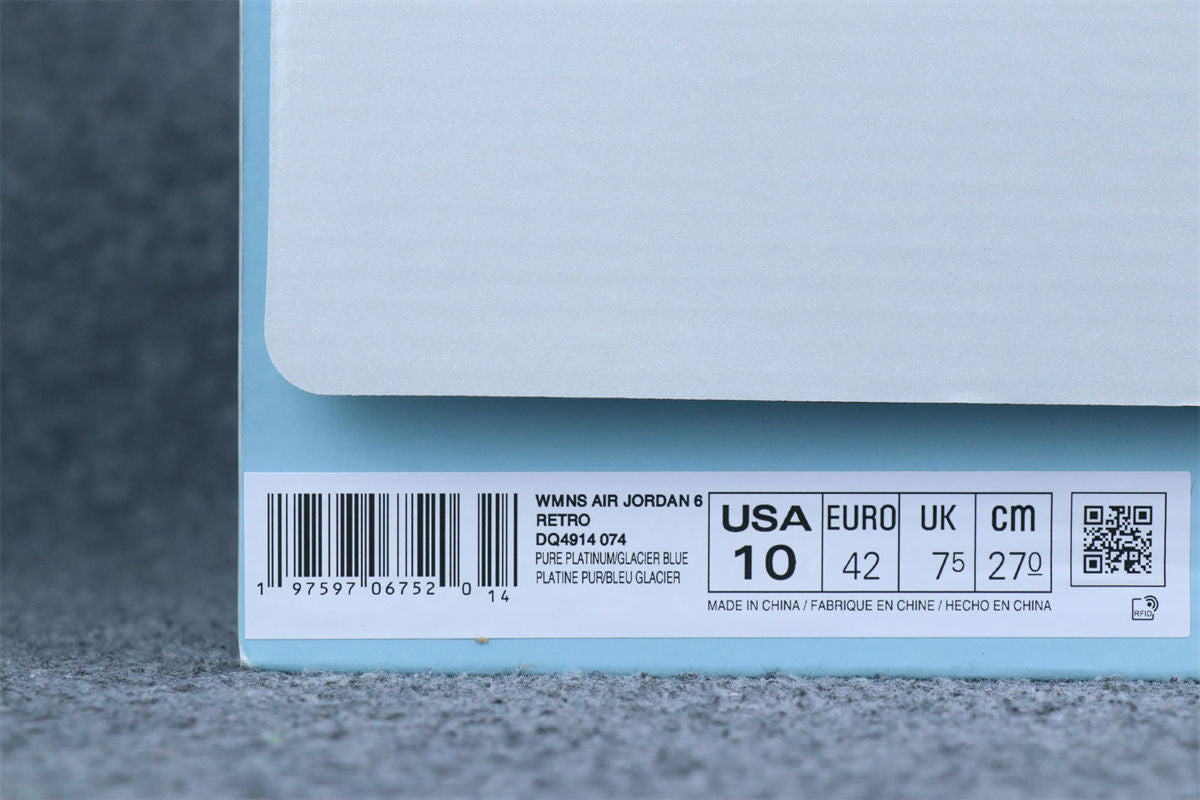 WMNS AIR JORDAN 6
RETRO
DQ4914 074
PURE PLATINUM/GLACIER BLUE
PLATINE PUR/BLEU GLACIER
1 97597 06752 0 14
USA EURO UK cm
10 42 75 270
MADE IN CHINA / FABRIQUE EN CHINE / HECHO EN CHINA
RFID